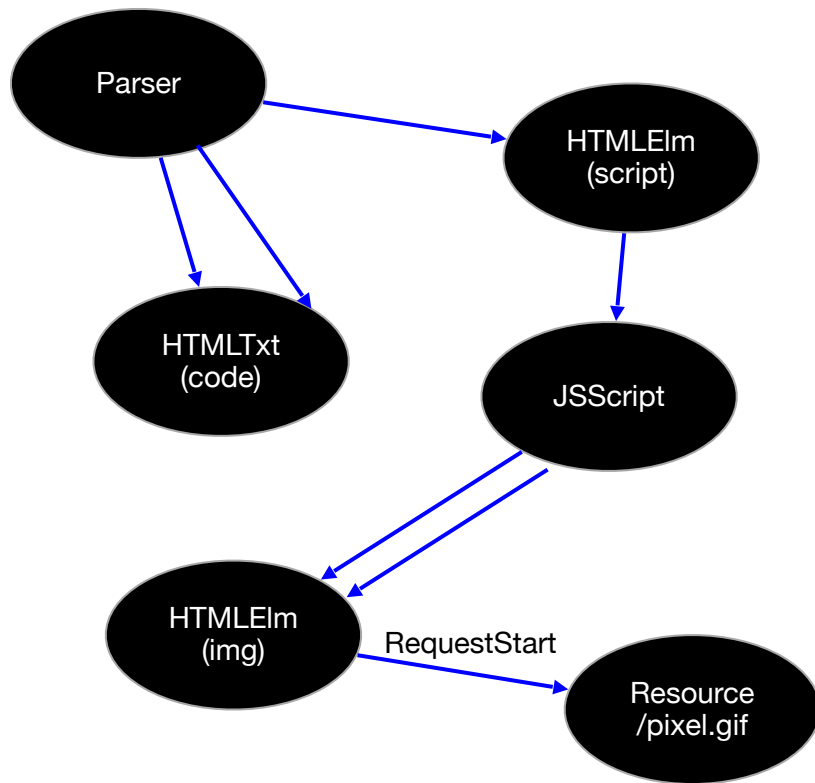 Parser
HTMLElm
(script)
HTMLTxt
(code)
JSScript
HTMLElm
(img)
RequestStart
Resource
/pixel.gif